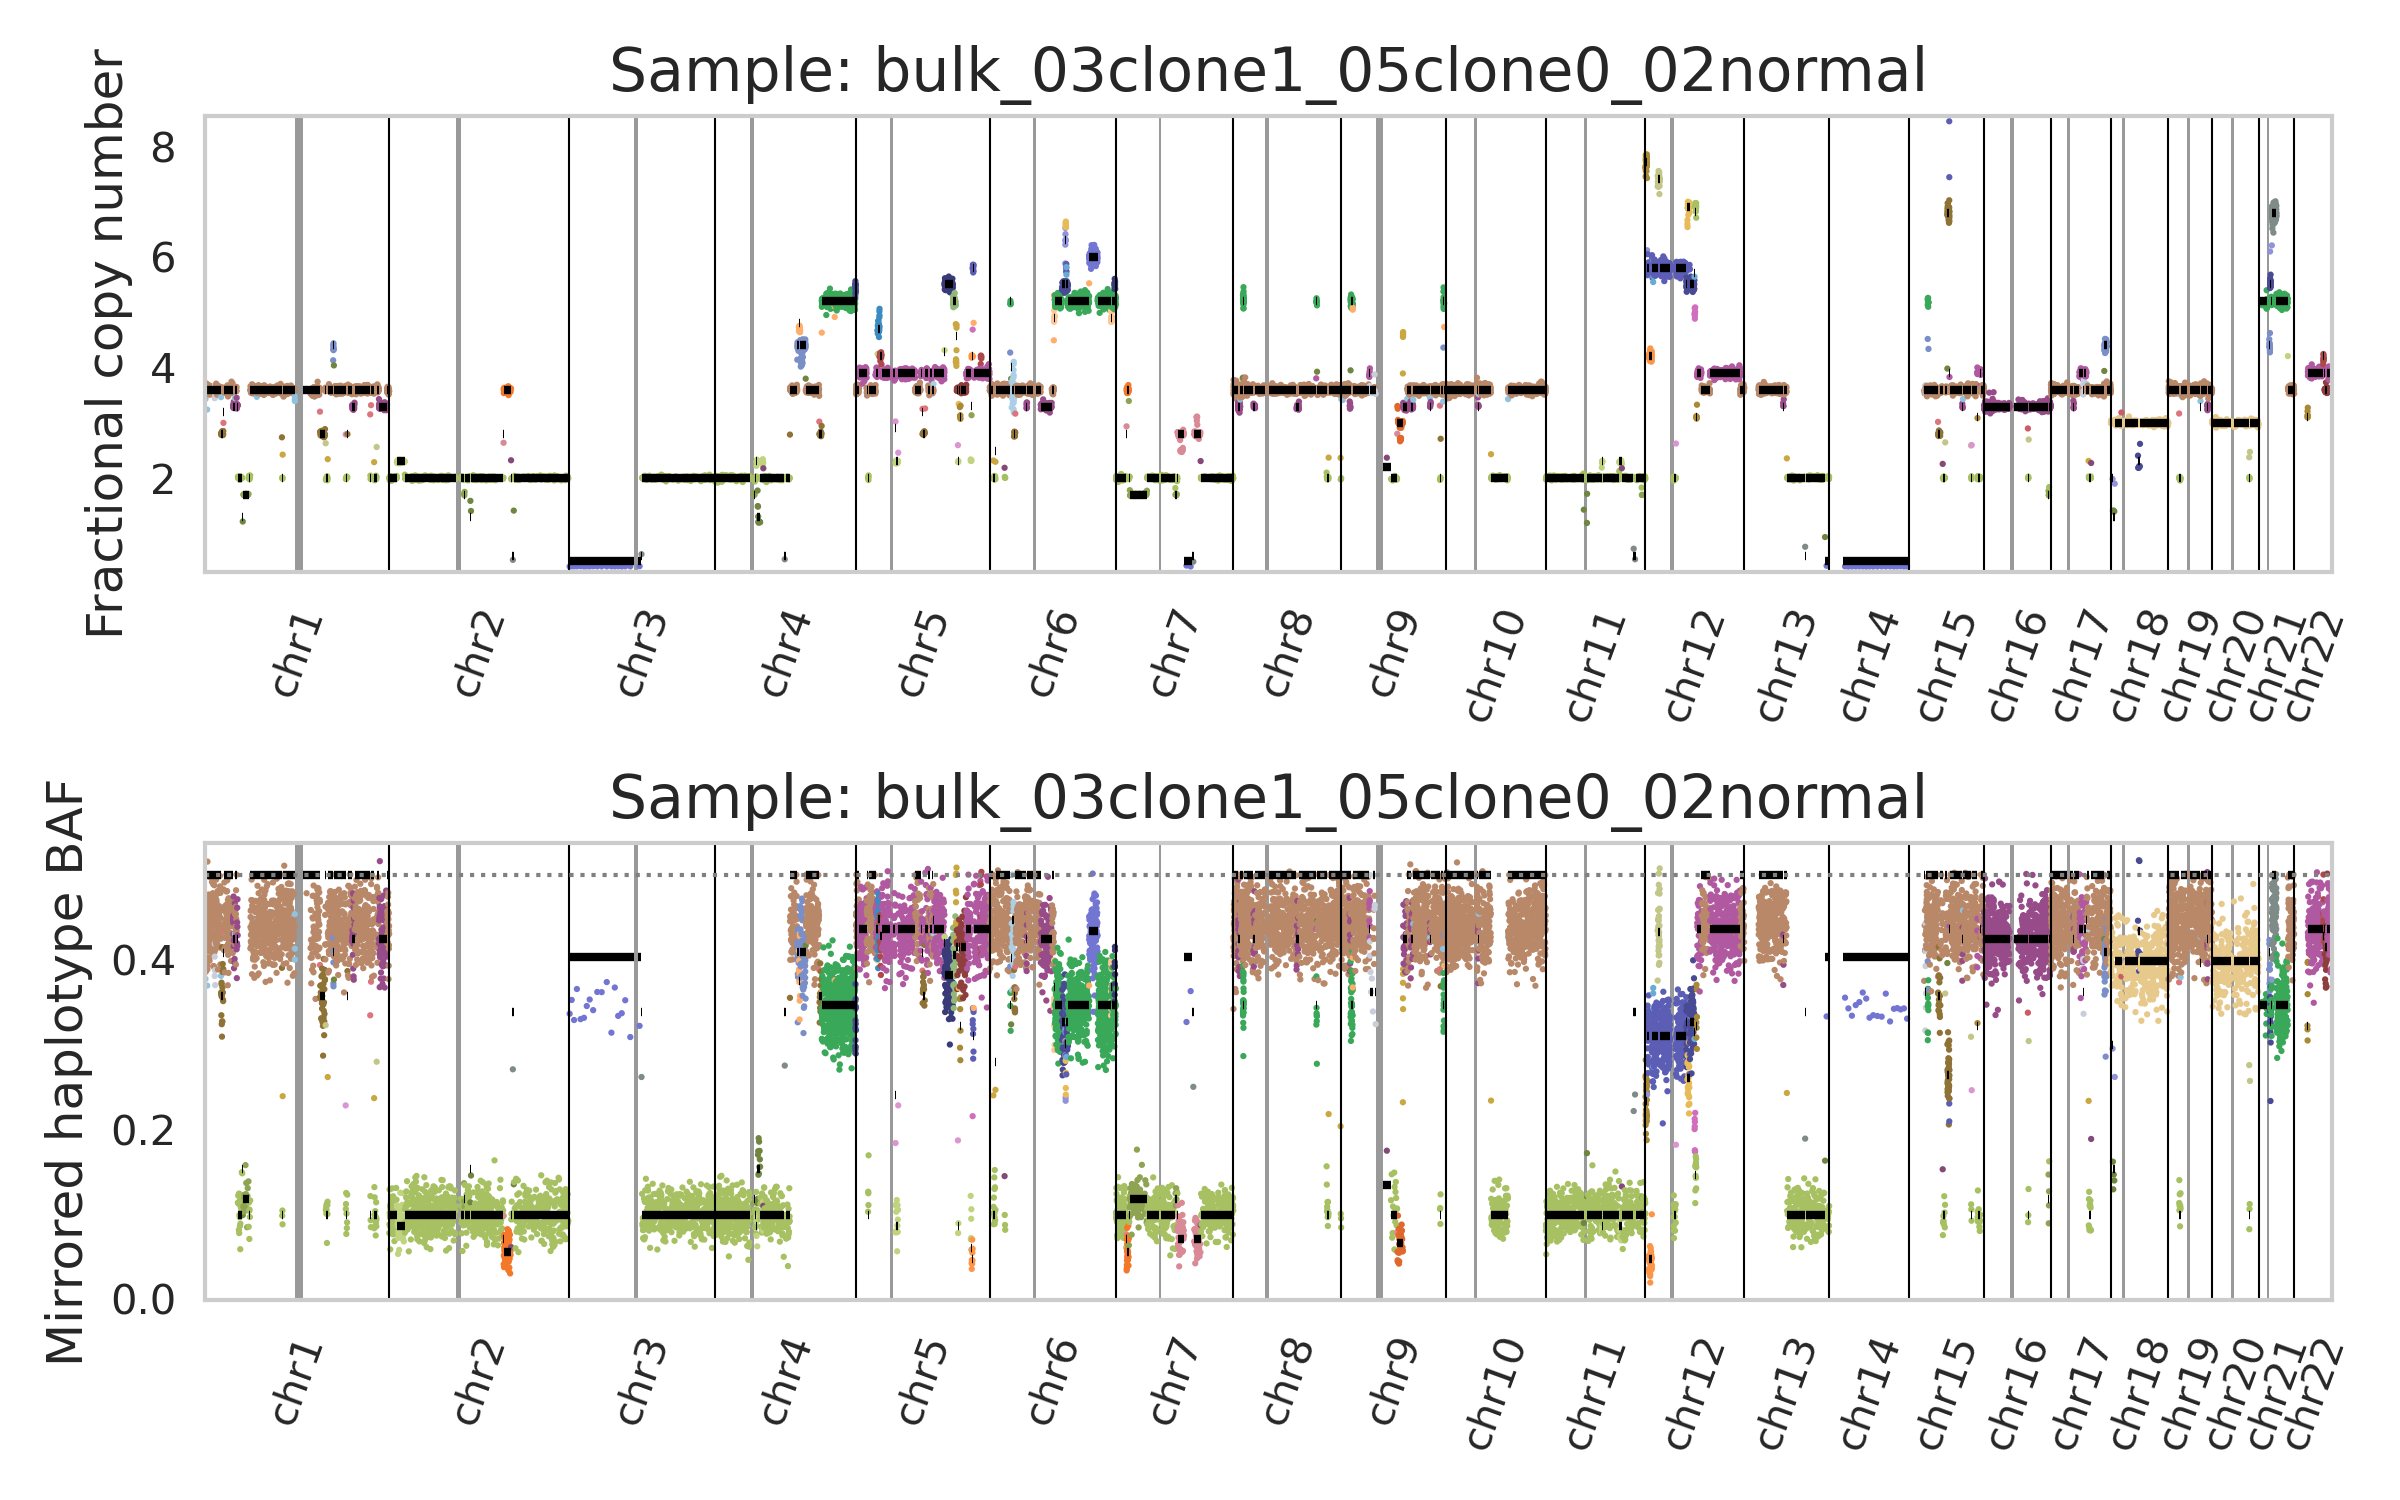 Sample: bulk_03clone1_05clone0_02normal
Fractional copy number
8
6
4
2
chr1
chr2
chr3
chr4
chr5
chr6
chr7
chr8
chr9
chr10
chr11
chr12
chr13
chr14
chr15
chr16
chr17
chr18
chr19
chr20
chr21
chr22
Sample: bulk_03clone1_05clone0_02normal
Mirrored haplotype BAF
0.4
0.2
0.0
chr1
chr2
chr3
chr4
chr5
chr6
chr7
chr8
chr9
chr10
chr11
chr12
chr13
chr14
chr15
chr16
chr17
chr18
chr19
chr20
chr21
chr22